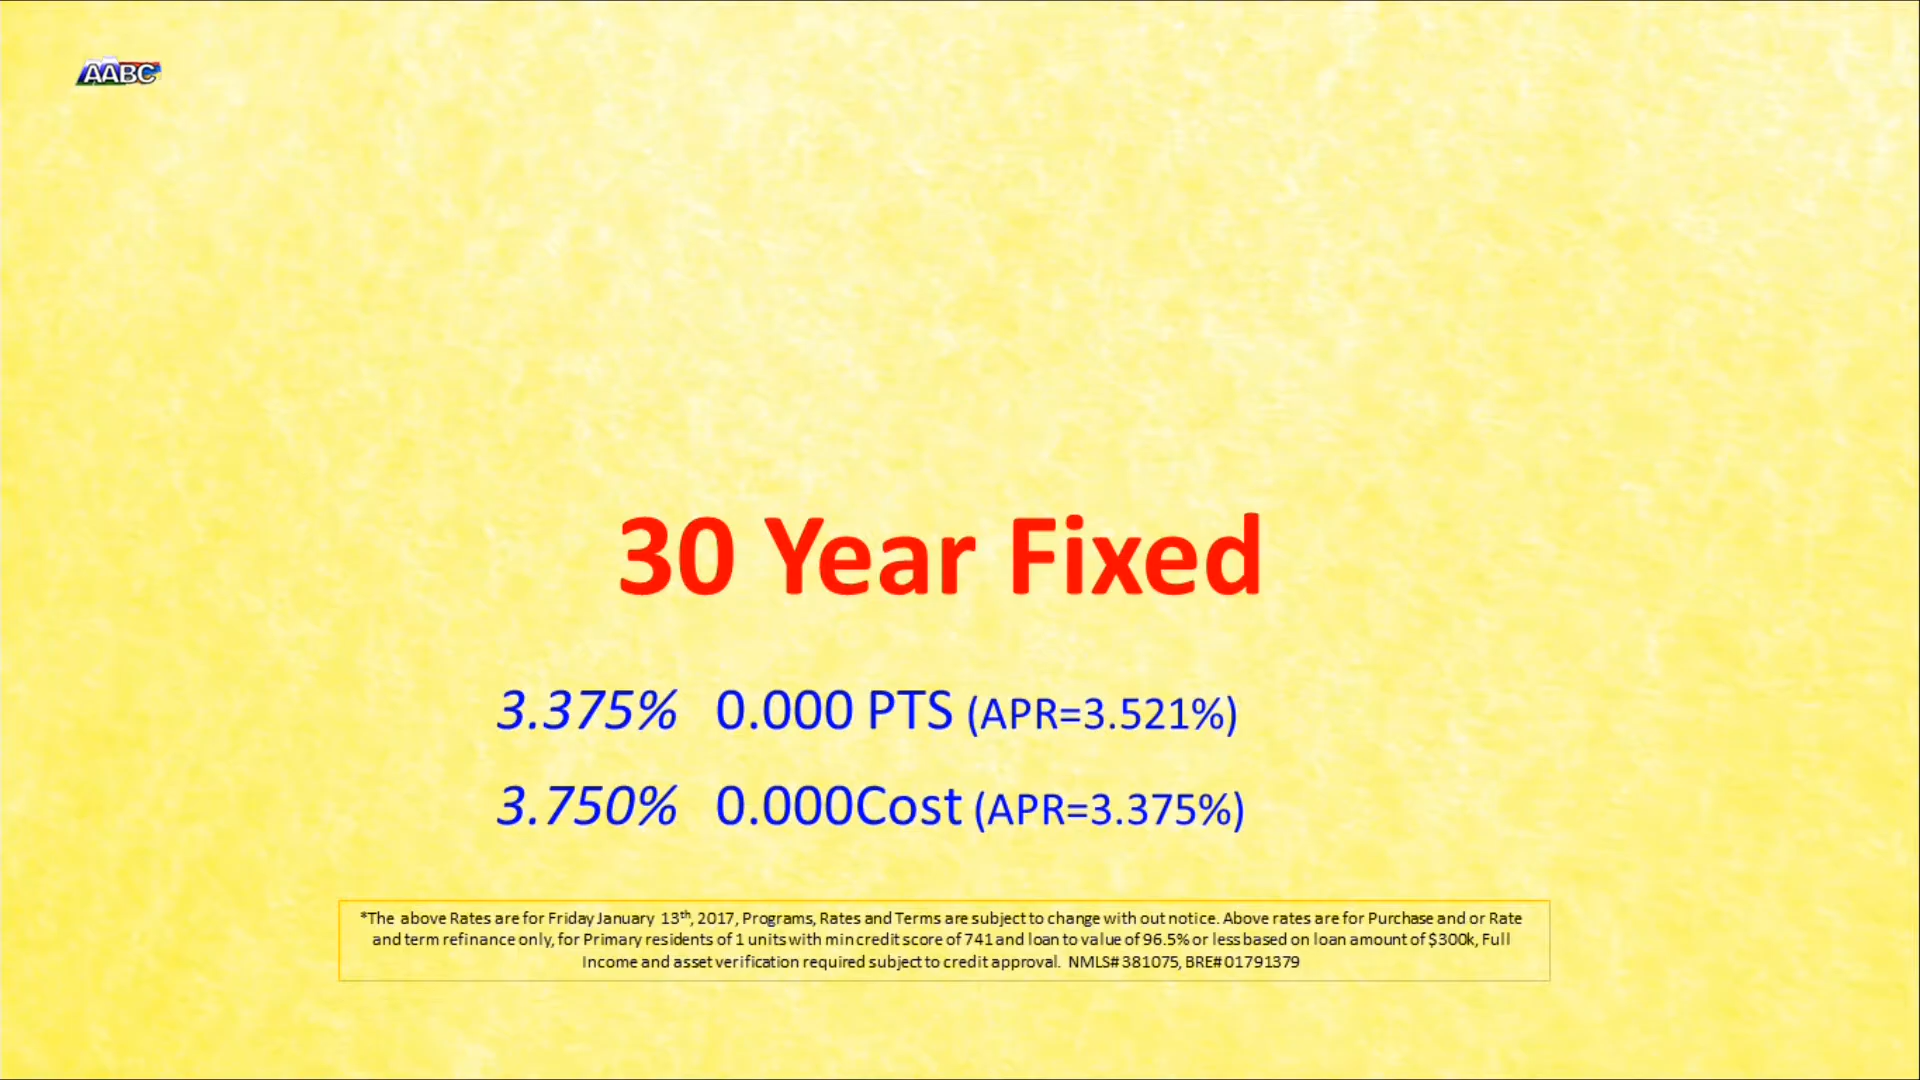 AABC
30 Year Fixed
3.375% 0.000 PTS (APR=3.521%)
3.750% 0.000Cost (APR=3.375%)
*The above Rates are for Friday January 13th, 2017, Programs, Rates and Terms are subject to change with out notice. Above rates are for Purchase and or Rate
and term refinance only, for Primary residents of 1 units with min credit score of 741 and loan to value of 96.5% or less based on loan amount of $300k, Full
Income and asset verification required subject to credit approval. NMLS# 381075, BRE# 01791379